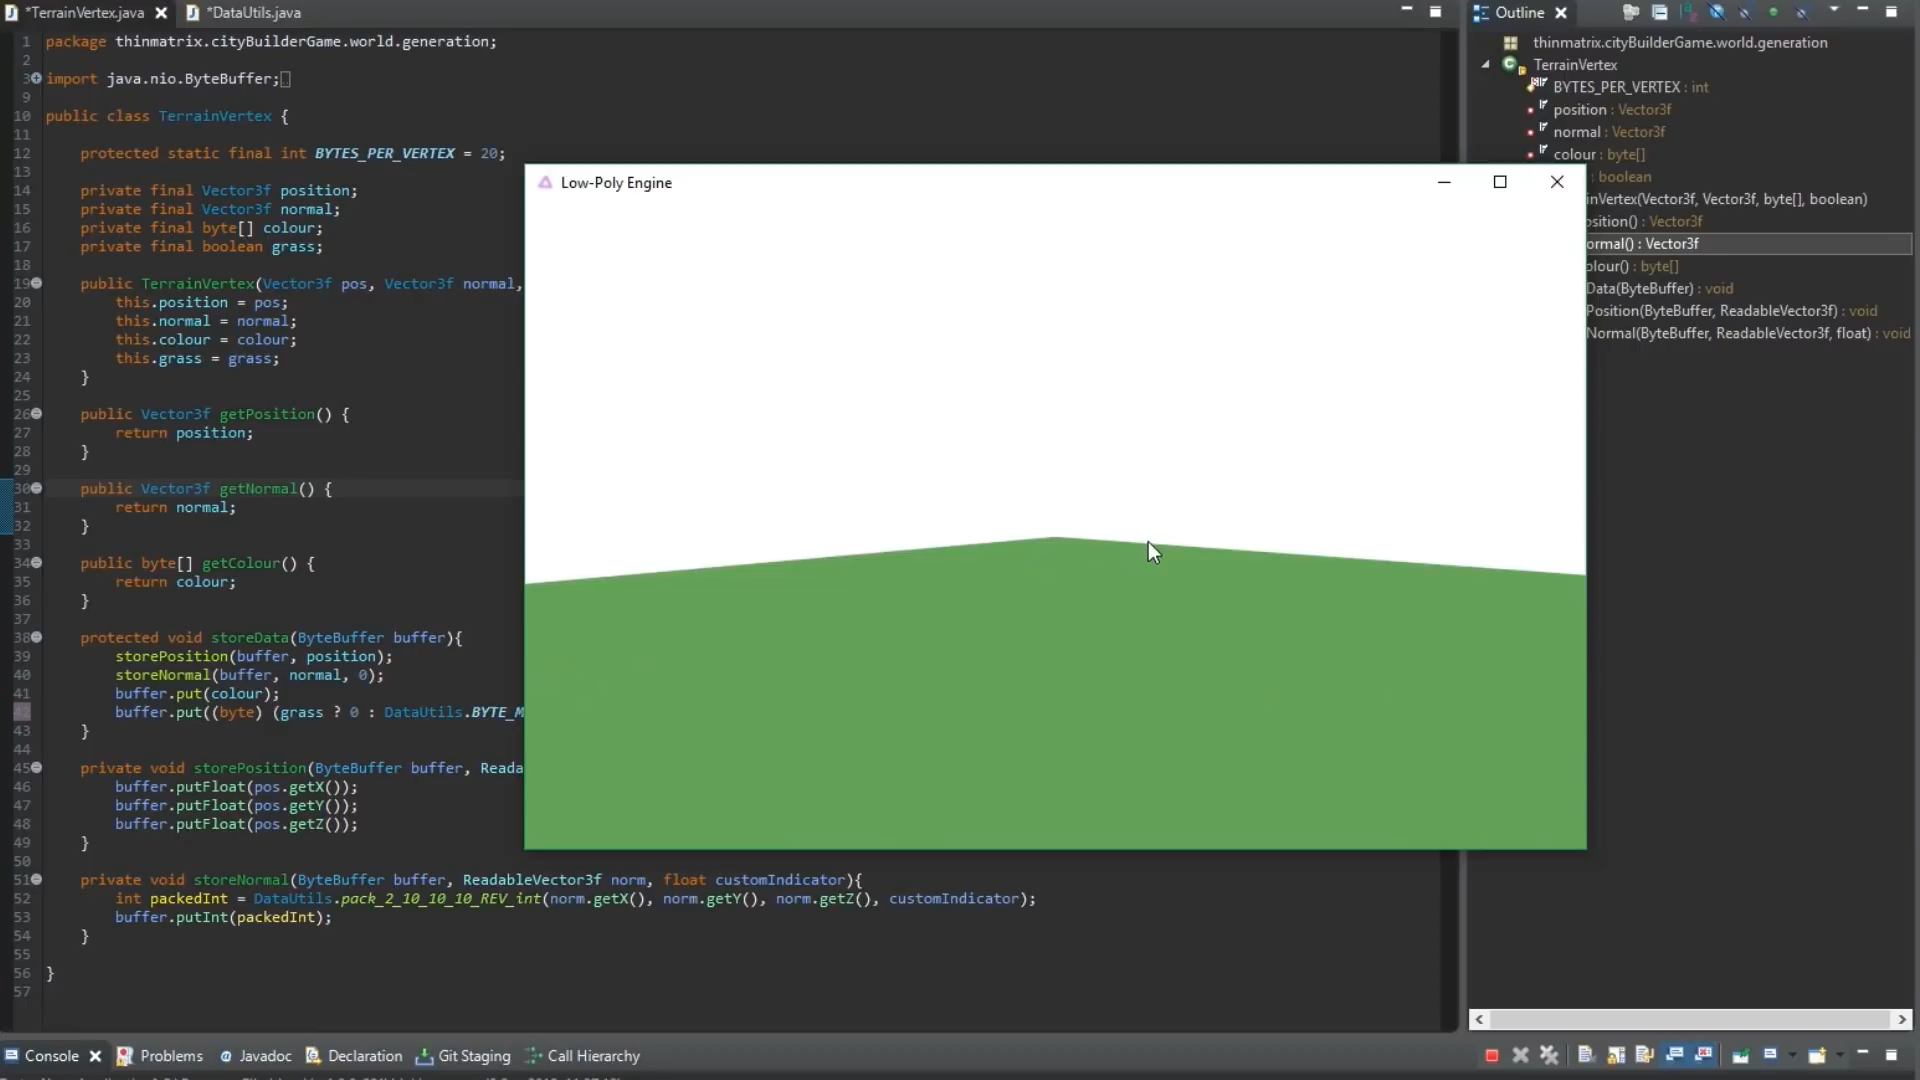 *TerrainVertex.java
*DataUtils.java
1 package thinmatrix.cityBuilderGame.world.generation;
2
3 import java.nio.ByteBuffer;
9
10 public class TerrainVertex {
11
12 protected static final int BYTES_PER_VERTEX = 20;
13
14 private final Vector3f position;
15 private final Vector3f normal;
16 private final byte[] colour;
17 private final boolean grass;
18
19 public TerrainVertex(Vector3f pos, Vector3f normal,
20 this.position = pos;
21 this.normal = normal;
22 this.colour = colour;
23 this.grass = grass;
24 }
25
26 public Vector3f getPosition() {
27 return position;
28 }
29
30 public Vector3f getNormal() {
31 return normal;
32 }
33
34 public byte[] getColour() {
35 return colour;
36 }
37
38 protected void storeData(ByteBuffer buffer){
39 storePosition(buffer, position);
40 storeNormal(buffer, normal, 0);
41 buffer.put(colour);
42 buffer.put((byte) (grass ? 0 : DataUtils.BYTE_M
43 }
44
45 private void storePosition(ByteBuffer buffer, Reada
46 buffer.putFloat(pos.getX());
47 buffer.putFloat(pos.getY());
48 buffer.putFloat(pos.getZ());
49 }
50
51 private void storeNormal(ByteBuffer buffer, ReadableVector3f norm, float customIndicator){
52 int packedInt = DataUtils.pack_2_10_10_10_REV_int(norm.getX(), norm.getY(), norm.getZ(), customIndicator);
53 buffer.putInt(packedInt);
54 }
55
56 }
57
Low-Poly Engine
Outline
thinmatrix.cityBuilderGame.world.generation
TerrainVertex
BYTES_PER_VERTEX : int
position : Vector3f
normal : Vector3f
colour : byte[]
: boolean
inVertex(Vector3f, Vector3f, byte[], boolean)
osition() : Vector3f
ormal() : Vector3f
olour() : byte[]
Data(ByteBuffer) : void
Position(ByteBuffer, ReadableVector3f) : void
Normal(ByteBuffer, ReadableVector3f, float) : void
Console
Problems
Javadoc
Declaration
Git Staging
Call Hierarchy